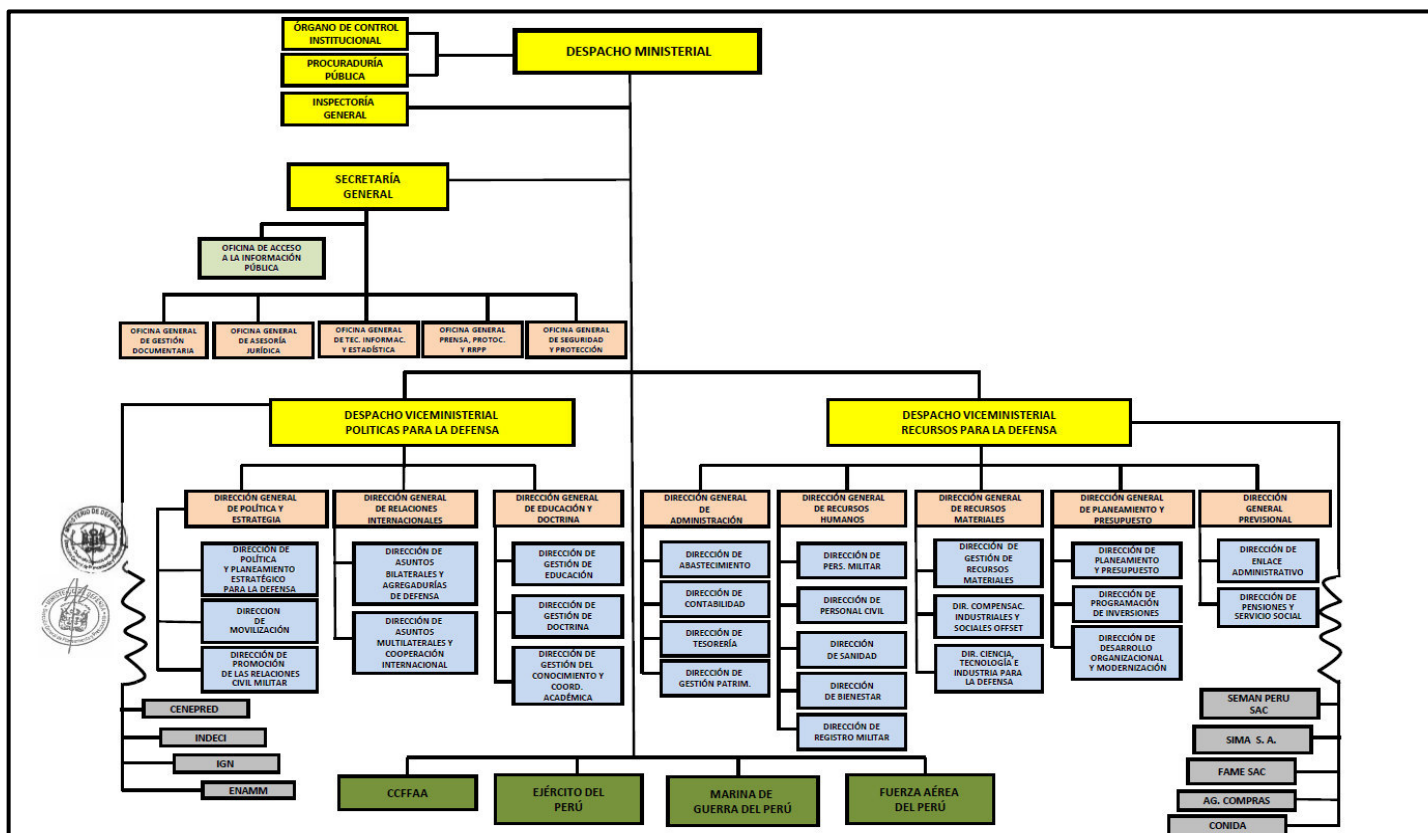 ÓRGANO DE CONTROL
INSTITUCIONAL
DESPACHO MINISTERIAL
PROCURADURÍA
PÚBLICA
INSPECTORÍA
GENERAL
SECRETARÍA
GENERAL
OFICINA DE ACCESO
A LA INFORMACIÓN
PÚBLICA
OFICINA GENERAL
DE GESTIÓN
DOCUMENTARIA
OFICINA GENERAL
DE ASESORÍA
JURÍDICA
OFICINA GENERAL
DE TEC. INFORMAC.
Y ESTADÍSTICA
OFICINA GENERAL
PRENSA, PROTOC.
Y RRPP
OFICINA GENERAL
DE SEGURIDAD
Y PROTECCIÓN
DESPACHO VICEMINISTERIAL
POLITICAS PARA LA DEFENSA
DESPACHO VICEMINISTERIAL
RECURSOS PARA LA DEFENSA
DIRECCIÓN GENERAL
DE POLÍTICA Y
ESTRATEGIA
DIRECCIÓN DE
POLÍTICA
Y PLANEAMIENTO
ESTRATÉGICO
PARA LA DEFENSA
DIRECCION
DE
MOVILIZACIÓN
DIRECCIÓN DE
PROMOCIÓN
DE LAS RELACIONES
CIVIL MILITAR
DIRECCIÓN GENERAL
DE RELACIONES
INTERNACIONALES
DIRECCIÓN DE
ASUNTOS
BILATERALES Y
AGREGADURÍAS
DE DEFENSA
DIRECCIÓN DE
ASUNTOS
MULTILATERALES Y
COOPERACIÓN
INTERNACIONAL
DIRECCIÓN GENERAL
DE EDUCACIÓN Y
DOCTRINA
DIRECCIÓN DE
GESTIÓN DE
EDUCACIÓN
DIRECCIÓN DE
GESTIÓN DE
DOCTRINA
DIRECCIÓN DE
GESTIÓN DEL
CONOCIMIENTO Y
COORD.
ACADÉMICA
DIRECCIÓN GENERAL
DE
ADMINISTRACIÓN
DIRECCIÓN DE
ABASTECIMIENTO
DIRECCIÓN
DE CONTABILIDAD
DIRECCIÓN DE
TESORERÍA
DIRECCIÓN DE
GESTIÓN PATRIM.
DIRECCIÓN GENERAL
DE RECURSOS
HUMANOS
DIRECCIÓN DE
PERS. MILITAR
DIRECCIÓN DE
PERSONAL CIVIL
DIRECCIÓN
DE SANIDAD
DIRECCIÓN
DE BIENESTAR
DIRECCIÓN DE
REGISTRO MILITAR
DIRECCIÓN GENERAL
DE RECURSOS
MATERIALES
DIRECCIÓN DE
GESTIÓN DE
RECURSOS
MATERIALES
DIR. COMPENSAC.
INDUSTRIALES Y
SOCIALES OFFSET
DIR. CIENCIA,
TECNOLOGÍA E
INDUSTRIA PARA
LA DEFENSA
DIRECCIÓN GENERAL
DE PLANEAMIENTO Y
PRESUPUESTO
DIRECCIÓN DE
PLANEAMIENTO
Y PRESUPUESTO
DIRECCIÓN DE
PROGRAMACIÓN
DE INVERSIONES
DIRECCIÓN DE
DESARROLLO
ORGANIZACIONAL
Y MODERNIZACIÓN
DIRECCIÓN
GENERAL
PREVISIONAL
DIRECCIÓN DE
ENLACE
ADMINISTRATIVO
DIRECCIÓN DE
PENSIONES Y
SERVICIO SOCIAL
MINISTERIO DE DEFENSA
MINISTERIO DE DEFENSA
CENEPRED
INDECI
IGN
ENAMM
SEMAN PERU
SAC
SIMA S. A.
FAME SAC
AG. COMPRAS
CONIDA
CCFFAA
EJÉRCITO DEL
PERÚ
MARINA DE
GUERRA DEL PERÚ
FUERZA AÉREA
DEL PERÚ